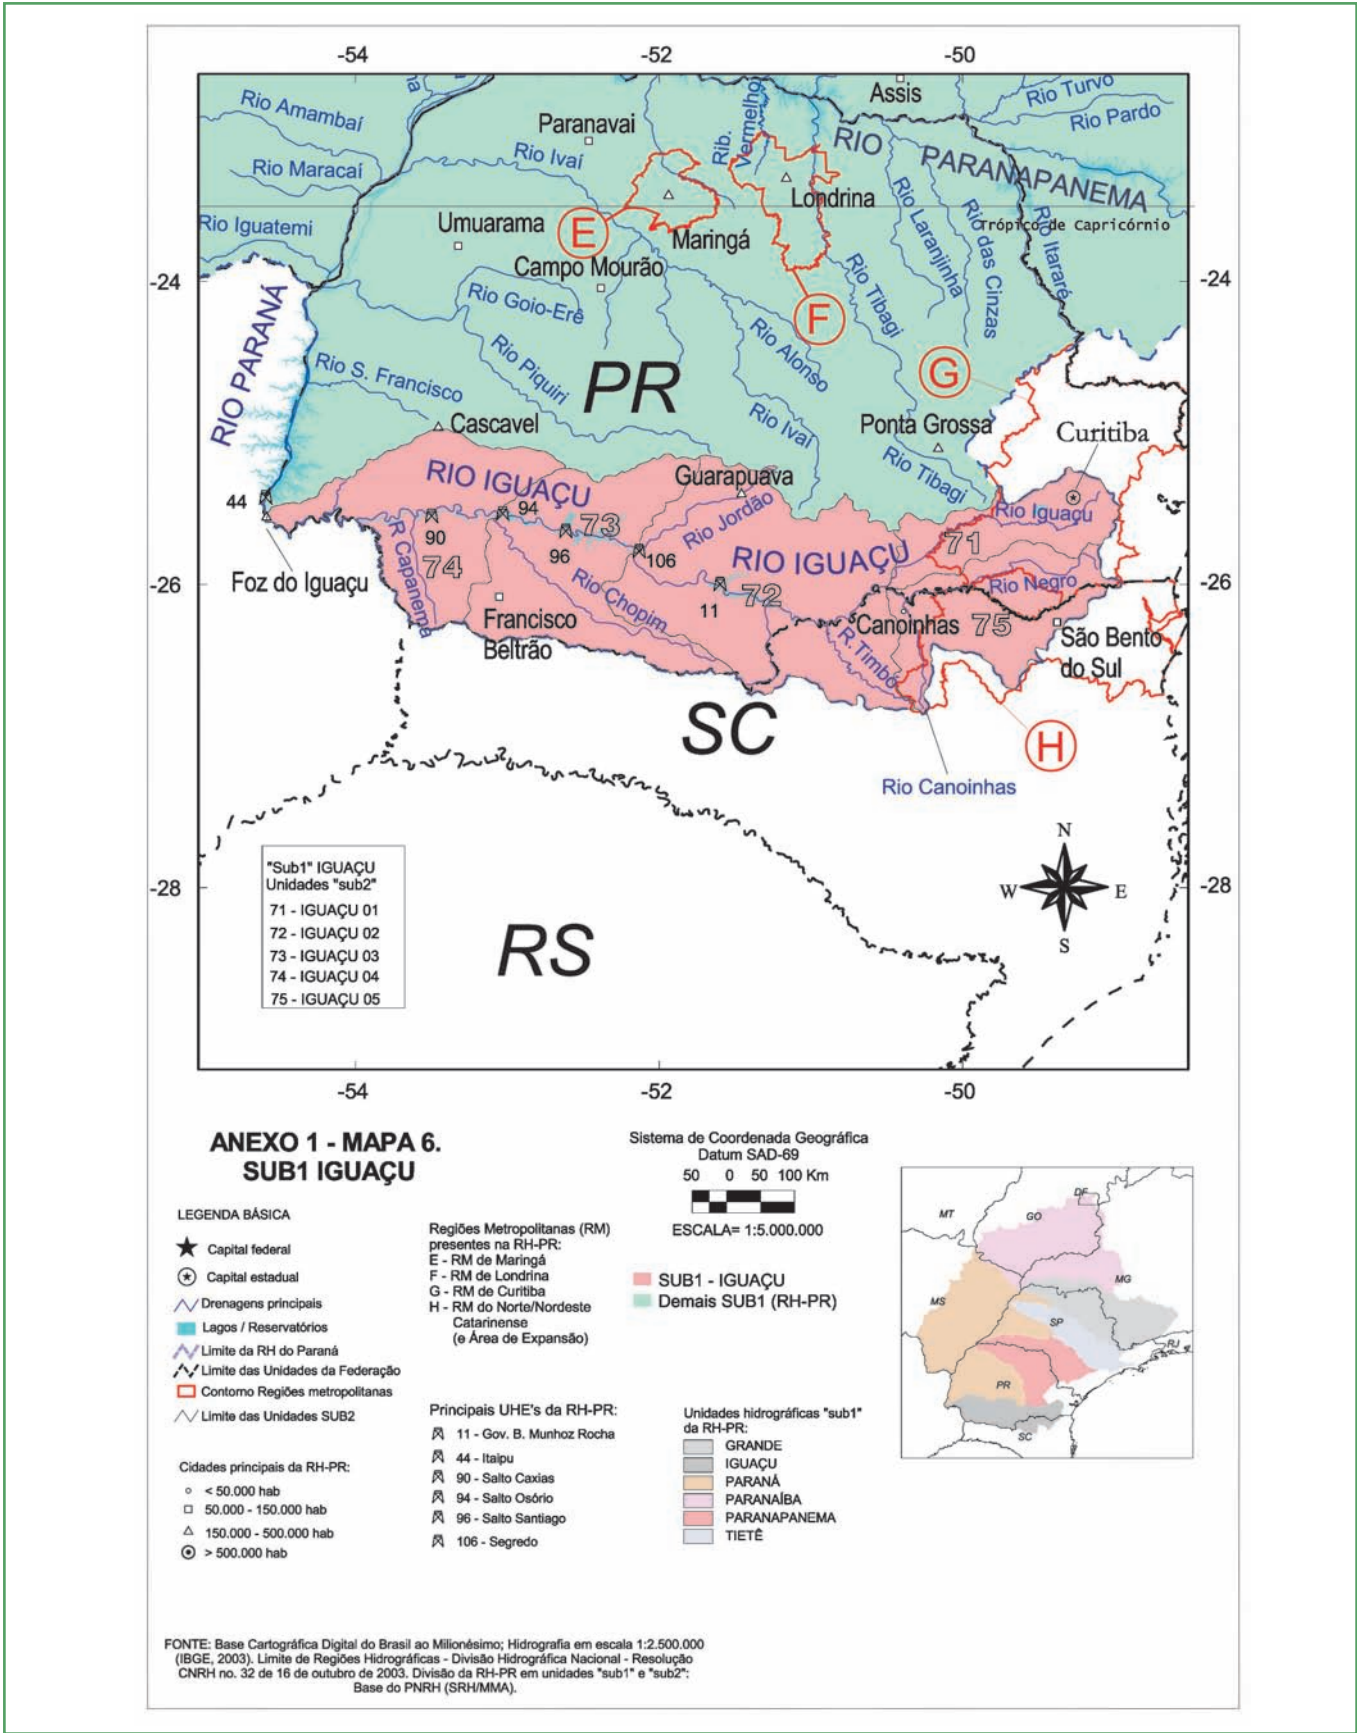 -54
-52
-50
Rio Amambaí
Rio Maracaí
Rio Iguatemi
Paranavai
Rio Ivaí
Rib.
Vermelho
Assis
Rio Turvo
Rio Pardo
RIO PARANAPANEMA
Londrina
Maringá
Umuarama
E
Campo Mourão
Trópico de Capricórnio
Rio Laranjinha
Rio das Cinzas
Rio Itararé
-24
-24
RIO PARANÁ
Rio Goio-Erê
F
Rio Tibagi
Rio Alonso
Rio Piquiri
Rio S. Francisco
PR
G
Cascavel
Rio Ivaí
Ponta Grossa
Curitiba
Rio Tibagi
RIO IGUAÇU
Guarapuava
44
94
73
Rio Jordão
Rio Iguaçu
90
96
106
RIO IGUAÇU
71
74
R Capanema
Foz do Iguaçu
-26
-26
Rio Negro
Rio Chopim
72
11
Francisco
Beltrão
Canoinhas
75
R.Timbó
São Bento
do Sul
SC
H
Rio Canoinhas
N
W
E
S
"Sub1" IGUAÇU
Unidades "sub2"
71 - IGUAÇU 01
72 - IGUAÇU 02
73 - IGUAÇU 03
74 - IGUAÇU 04
75 - IGUAÇU 05
-28
-28
RS
-54
-52
-50
ANEXO 1 - MAPA 6.
SUB1 IGUAÇU
Sistema de Coordenada Geográfica
Datum SAD-69
50 0 50 100 Km
ESCALA= 1:5.000.000
LEGENDA BÁSICA
Capital federal
Capital estadual
Drenagens principais
Lagos / Reservatórios
Limite da RH do Paraná
Limite das Unidades da Federação
Contorno Regiões metropolitanas
Limite das Unidades SUB2
Cidades principais da RH-PR:
< 50.000 hab
50.000 - 150.000 hab
150.000 - 500.000 hab
> 500.000 hab
Regiões Metropolitanas (RM)
presentes na RH-PR:
E - RM de Maringá
F - RM de Londrina
G - RM de Curitiba
H - RM do Norte/Nordeste
Catarinense
(e Área de Expansão)
Principais UHE's da RH-PR:
11 - Gov. B. Munhoz Rocha
44 - Itaipu
90 - Salto Caxias
94 - Salto Osório
96 - Salto Santiago
106 - Segredo
SUB1 - IGUAÇU
Demais SUB1 (RH-PR)
Unidades hidrográficas "sub1"
da RH-PR:
GRANDE
IGUAÇU
PARANÁ
PARANAÍBA
PARANAPANEMA
TIETÊ
MT
GO
DF
MG
MS
SP
RJ
PR
SC
FONTE: Base Cartográfica Digital do Brasil ao Milionésimo; Hidrografia em escala 1:2.500.000
(IBGE, 2003). Limite de Regiões Hidrográficas - Divisão Hidrográfica Nacional - Resolução
CNRH no. 32 de 16 de outubro de 2003. Divisão da RH-PR em unidades "sub1" e "sub2":
Base do PNRH (SRH/MMA).